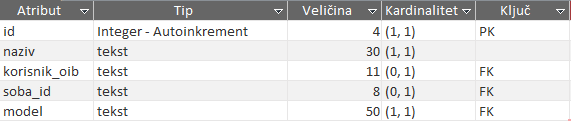 Atribut Tip Veličina Kardinalitet Ključ
id Integer - Autoinkrement 4 (1, 1) PK
naziv tekst 30 (1, 1)
korisnik_oib tekst 11 (0, 1) FK
soba_id tekst 8 (0, 1) FK
model tekst 50 (1, 1) FK